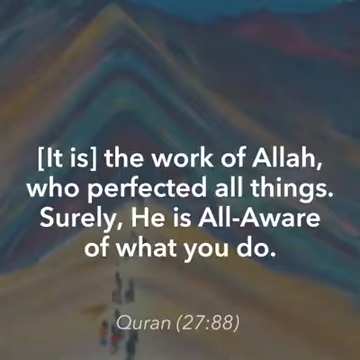 [It is] the work of Allah,
who perfected all things.
Surely, He is All-Aware
of what you do.
Quran (27:88)